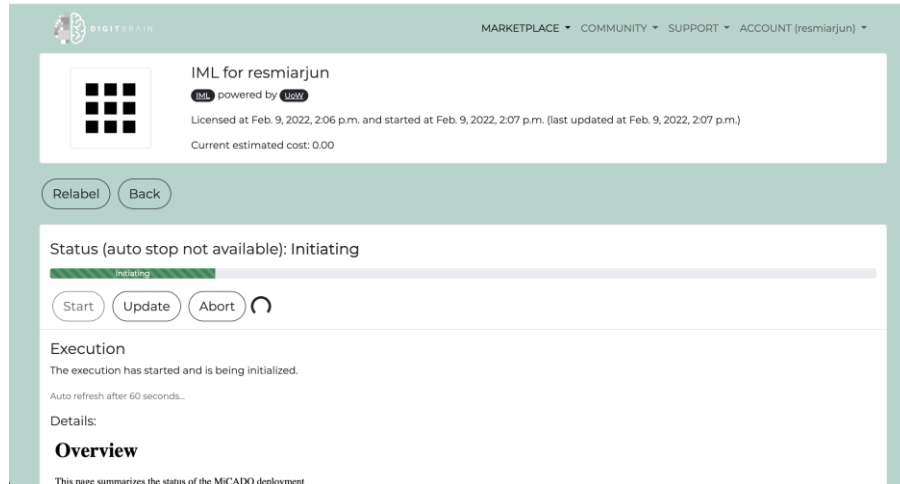 DIGITBRAIN
MARKETPLACE COMMUNITY SUPPORT ACCOUNT (resmiarjun)
IML for resmiarjun
IML powered by UoW
Licensed at Feb. 9, 2022, 2:06 p.m. and started at Feb. 9, 2022, 2:07 p.m. (last updated at Feb. 9, 2022, 2:07 p.m.)
Current estimated cost: 0.00
Relabel Back
Status (auto stop not available): Initiating
Initiating
Start Update Abort
Execution
The execution has started and is being initialized.
Auto refresh after 60 seconds...
Details:
Overview
This page summarizes the status of the MiCADO deployment